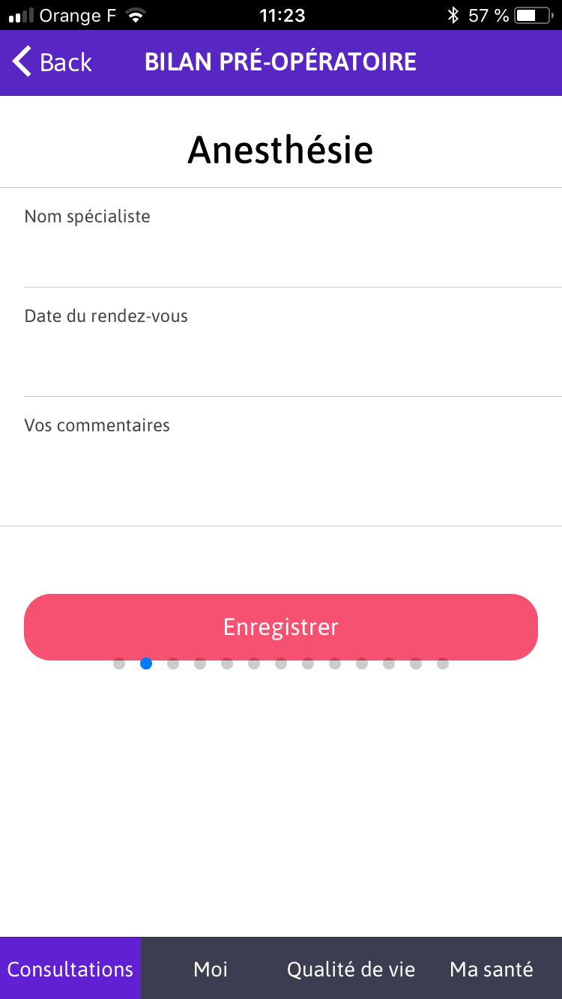 Orange F 11:23 57 %
Back BILAN PRÉ-OPÉRATOIRE
Anesthésie
Nom spécialiste
Date du rendez-vous
Vos commentaires
Enregistrer
Consultations Moi Qualité de vie Ma santé